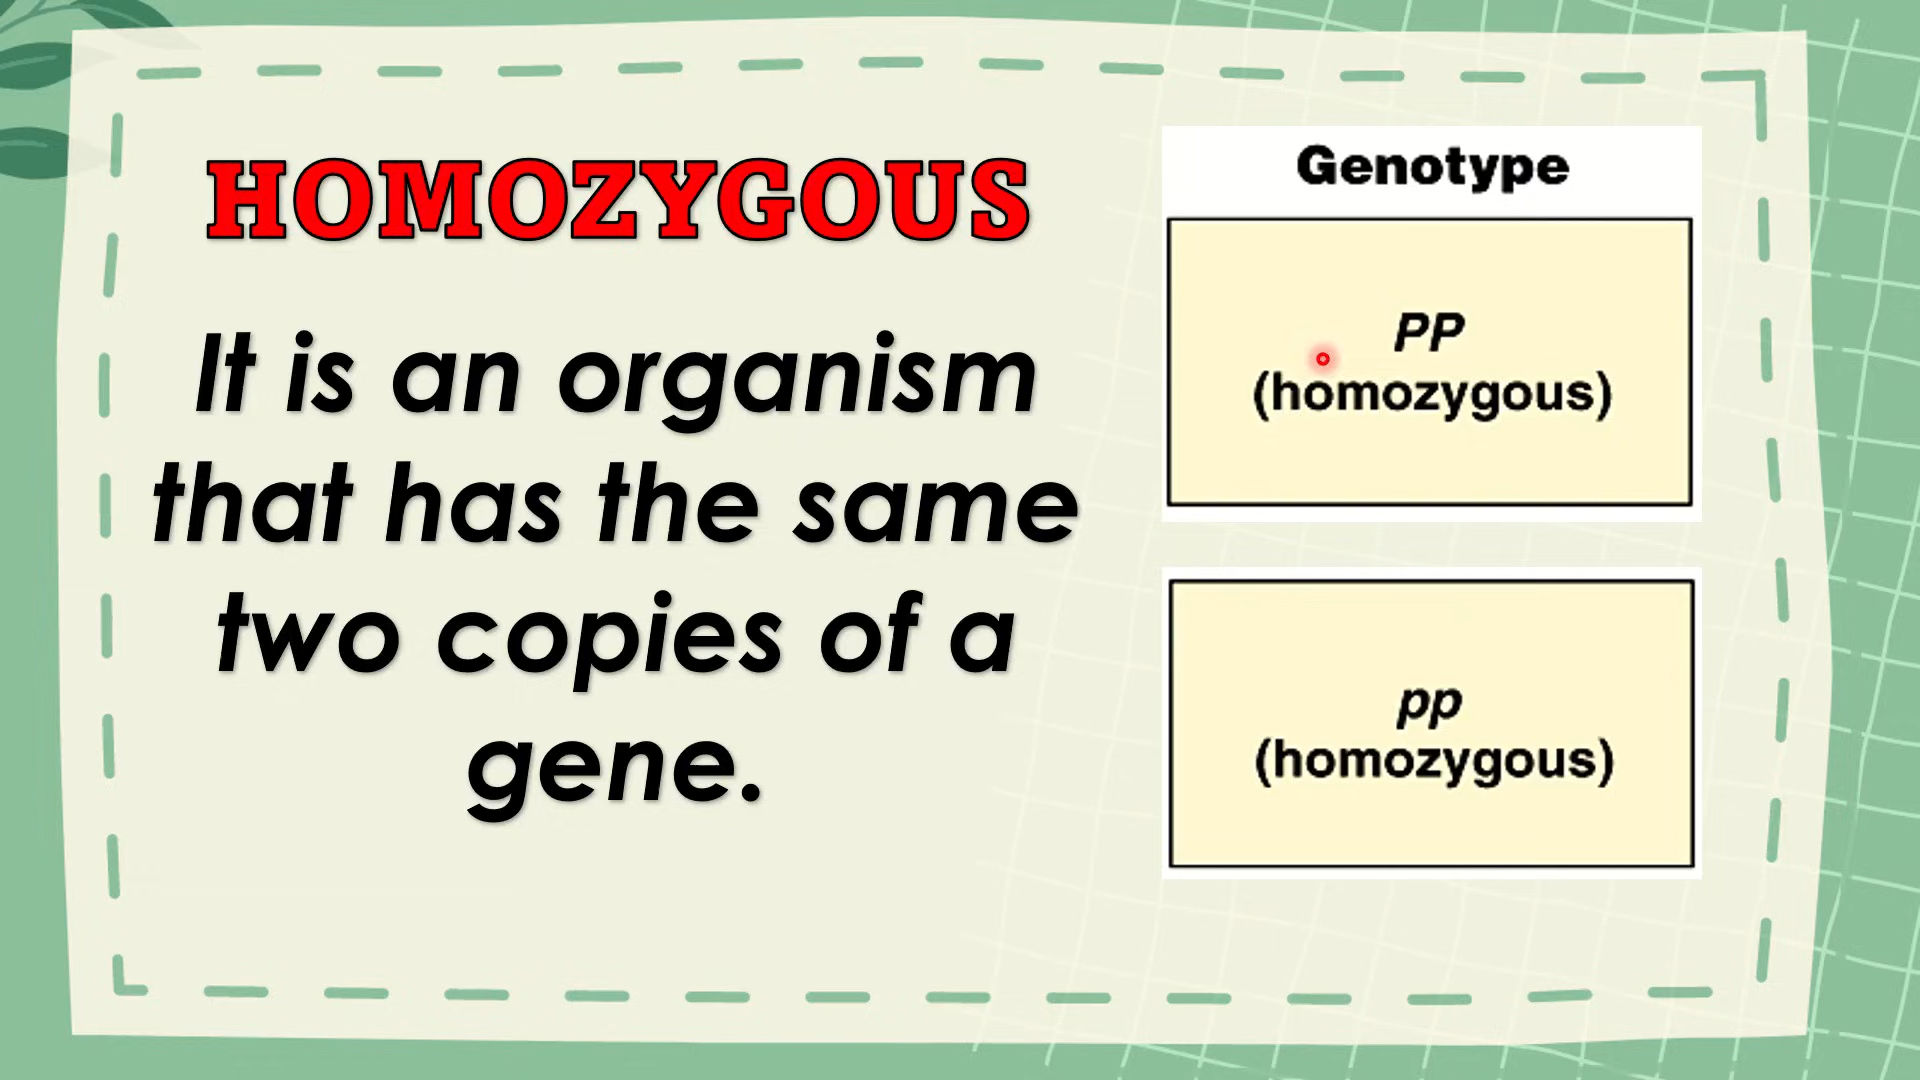 HOMOZYGOUS
It is an organism
that has the same
two copies of a
gene.
Genotype
PP
(homozygous)
pp
(homozygous)